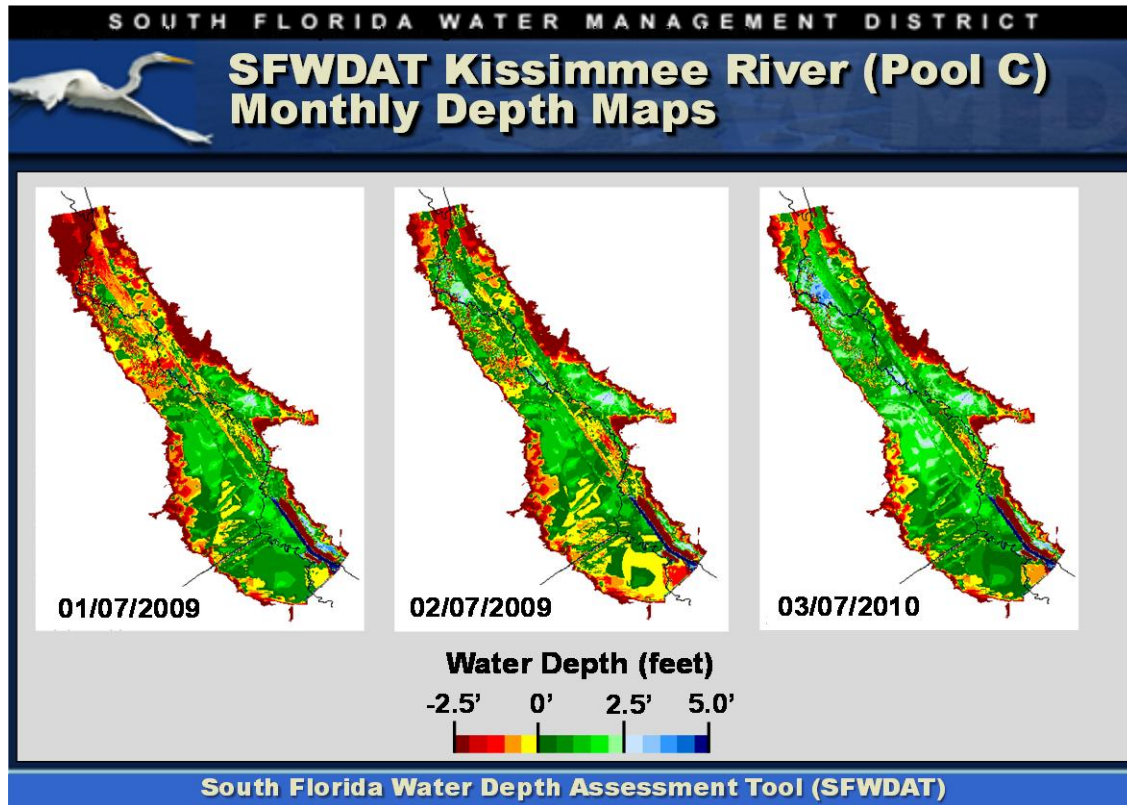 SOUTH FLORIDA WATER MANAGEMENT DISTRICT
SFWDAT Kissimmee River (Pool C)
Monthly Depth Maps
01/07/2009
02/07/2009
03/07/2010
Water Depth (feet)
-2.5' 0' 2.5' 5.0'
South Florida Water Depth Assessment Tool (SFWDAT)